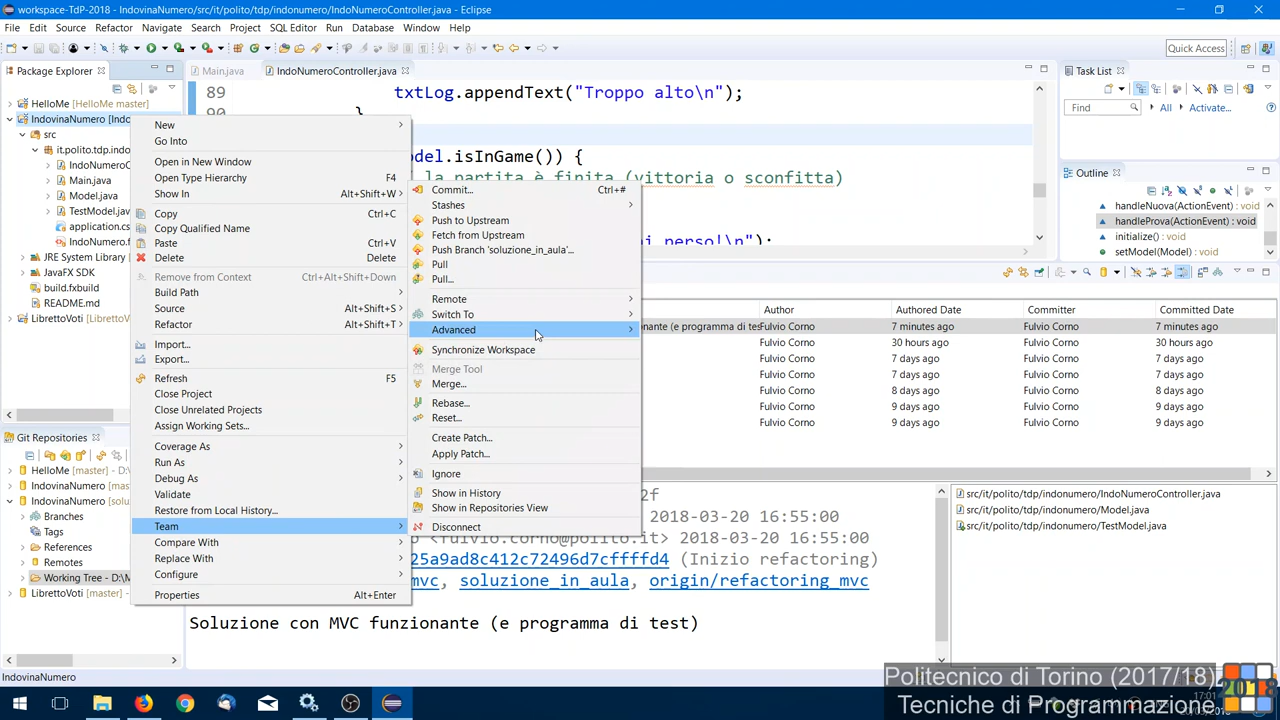 workspace-TdP-2018 - IndovinaNumero/src/it/polito/tdp/indonumero/IndoNumeroController.java - Eclipse
File Edit Source Refactor Navigate Search Project SQL Editor Run Database Window Help
Quick Access
Package Explorer
Main.java
IndoNumeroController.java
Task List
HelloMe [HelloMe master]
IndovinaNumero [Indo
src
it.polito.tdp.indo
IndoNumeroC
Main.java
Model.java
TestModel.jav
application.cs
IndoNumero.f
JRE System Library
JavaFX SDK
build.fxbuild
README.md
LibrettoVoti [Libretto
89
90
txtLog.appendText("Troppo alto\n");
}
odel.isInGame()) {
la partita è finita (vittoria o sconfitta)
i perso!\n");
Find
All
Activate...
Outline
handleNuova(ActionEvent) : void
handleProva(ActionEvent) : void
initialize() : void
setModel(Model) : void
New
Go Into
Open in New Window
Open Type Hierarchy F4
Show In Alt+Shift+W
Copy Ctrl+C
Copy Qualified Name
Paste Ctrl+V
Delete Delete
Remove from Context Ctrl+Alt+Shift+Down
Build Path
Source Alt+Shift+S
Refactor Alt+Shift+T
Import...
Export...
Refresh F5
Close Project
Close Unrelated Projects
Assign Working Sets...
Coverage As
Run As
Debug As
Validate
Restore from Local History...
Team
Compare With
Replace With
Configure
Properties Alt+Enter
Commit... Ctrl+#
Stashes
Push to Upstream
Fetch from Upstream
Push Branch 'soluzione_in_aula'...
Pull
Pull...
Remote
Switch To
Advanced
Synchronize Workspace
Merge Tool
Merge...
Rebase...
Reset...
Create Patch...
Apply Patch...
Ignore
Show in History
Show in Repositories View
Disconnect
Author Authored Date Committer Committed Date
onante (e programma di tes Fulvio Corno 7 minutes ago Fulvio Corno 7 minutes ago
Fulvio Corno 30 hours ago Fulvio Corno 30 hours ago
Fulvio Corno 7 days ago Fulvio Corno 7 days ago
Fulvio Corno 7 days ago Fulvio Corno 7 days ago
Fulvio Corno 8 days ago Fulvio Corno 8 days ago
Fulvio Corno 9 days ago Fulvio Corno 9 days ago
Fulvio Corno 9 days ago Fulvio Corno 9 days ago
Git Repositories
HelloMe [master] - D:\
IndovinaNumero [mast
IndovinaNumero [solu
Branches
Tags
References
Remotes
Working Tree - D:\M
LibrettoVoti [master] -
2f
2018-03-20 16:55:00
<fulvio.corno@polito.it> 2018-03-20 16:55:00
25a9ad8c412c72496d7cffffd4 (Inizio refactoring)
mvc, soluzione_in_aula, origin/refactoring_mvc
Soluzione con MVC funzionante (e programma di test)
src/it/polito/tdp/indonumero/IndoNumeroController.java
src/it/polito/tdp/indonumero/Model.java
src/it/polito/tdp/indonumero/TestModel.java
IndovinaNumero
Politecnico di Torino (2017/18)
Tecniche di Programmazione
2018
17:01